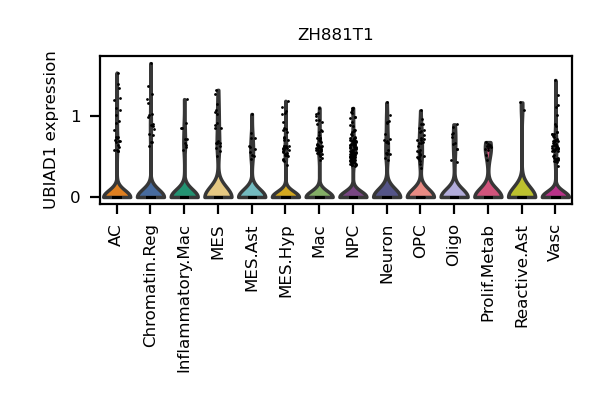 ZH881T1
UBIAD1 expression
1
0
AC
Chromatin.Reg
Inflammatory.Mac
MES
MES.Ast
MES.Hyp
Mac
NPC
Neuron
OPC
Oligo
Prolif.Metab
Reactive.Ast
Vasc